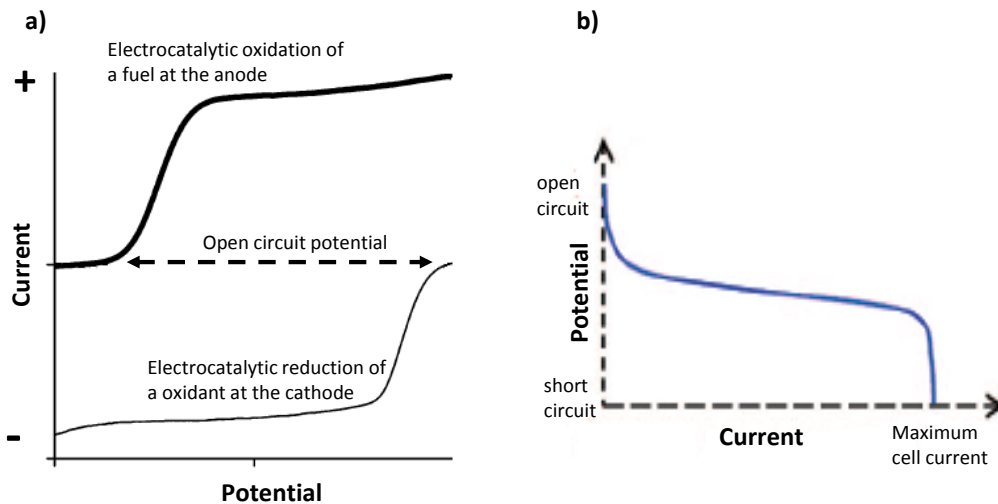 a)
Electrocatalytic oxidation of
a fuel at the anode
+
Current
Open circuit potential
Electrocatalytic reduction of
a oxidant at the cathode
-
Potential
b)
open
circuit
Potential
short
circuit
Current
Maximum
cell current